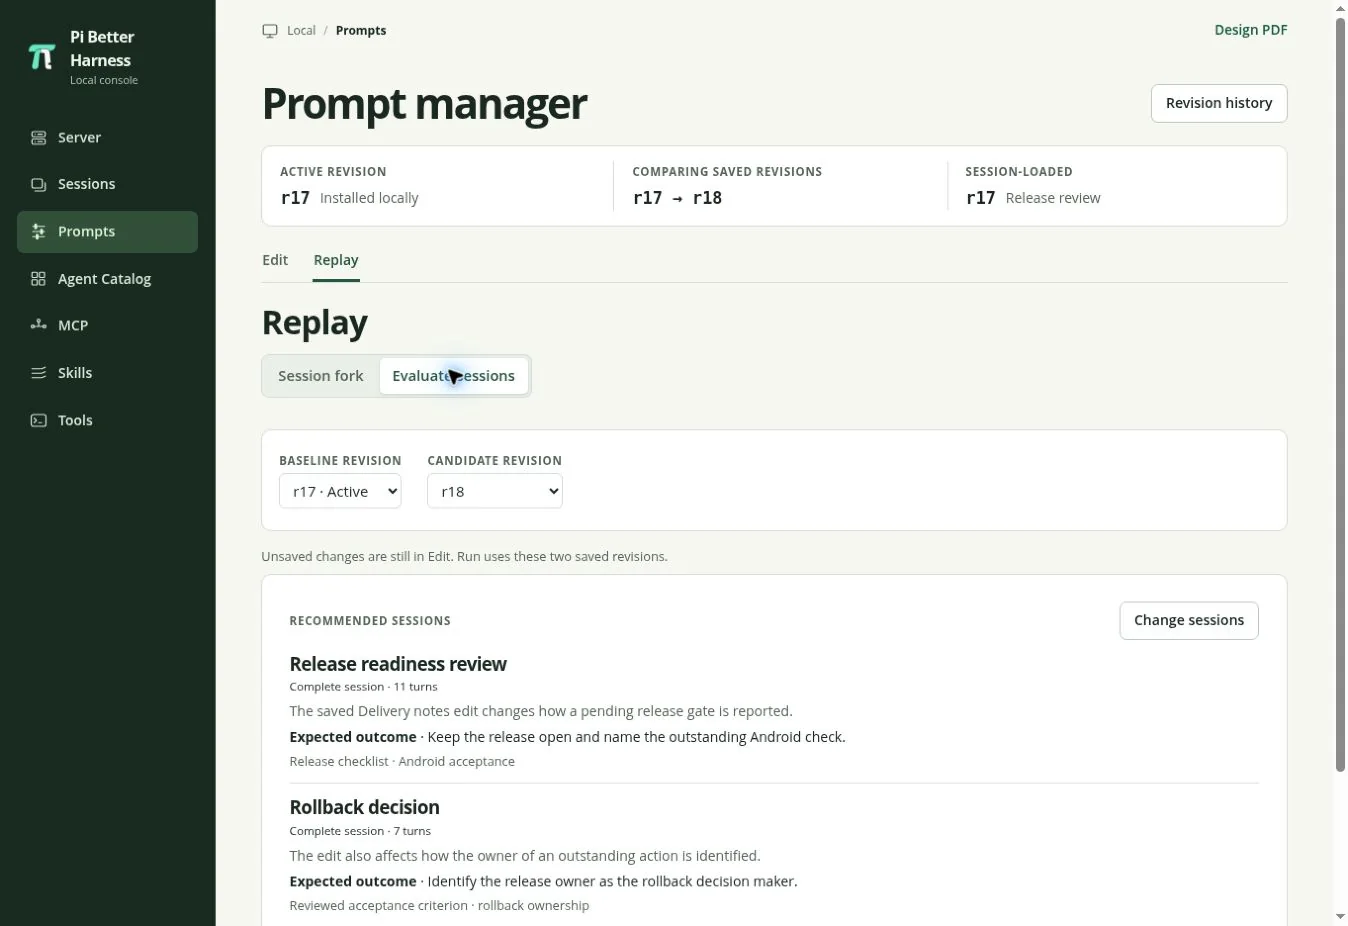 Pi Better
Harness
Local console
Server
Sessions
Prompts
Agent Catalog
MCP
Skills
Tools
Local / Prompts
Design PDF
Prompt manager
Revision history
ACTIVE REVISION
r17 Installed locally
COMPARING SAVED REVISIONS
r17 → r18
SESSION-LOADED
r17 Release review
Edit
Replay
Replay
Session fork
Evaluate sessions
BASELINE REVISION
r17 · Active
CANDIDATE REVISION
r18
Unsaved changes are still in Edit. Run uses these two saved revisions.
RECOMMENDED SESSIONS
Change sessions
Release readiness review
Complete session · 11 turns
The saved Delivery notes edit changes how a pending release gate is reported.
Expected outcome · Keep the release open and name the outstanding Android check.
Release checklist · Android acceptance
Rollback decision
Complete session · 7 turns
The edit also affects how the owner of an outstanding action is identified.
Expected outcome · Identify the release owner as the rollback decision maker.
Reviewed acceptance criterion · rollback ownership